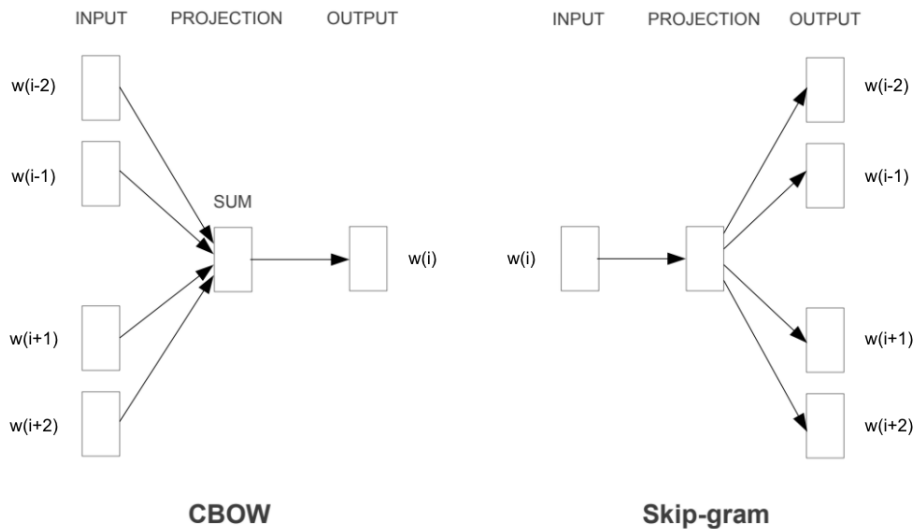 INPUT PROJECTION OUTPUT
w(i-2)
w(i-1)
SUM
w(i)
w(i+1)
w(i+2)
CBOW
INPUT PROJECTION OUTPUT
w(i-2)
w(i-1)
w(i)
w(i+1)
w(i+2)
Skip-gram